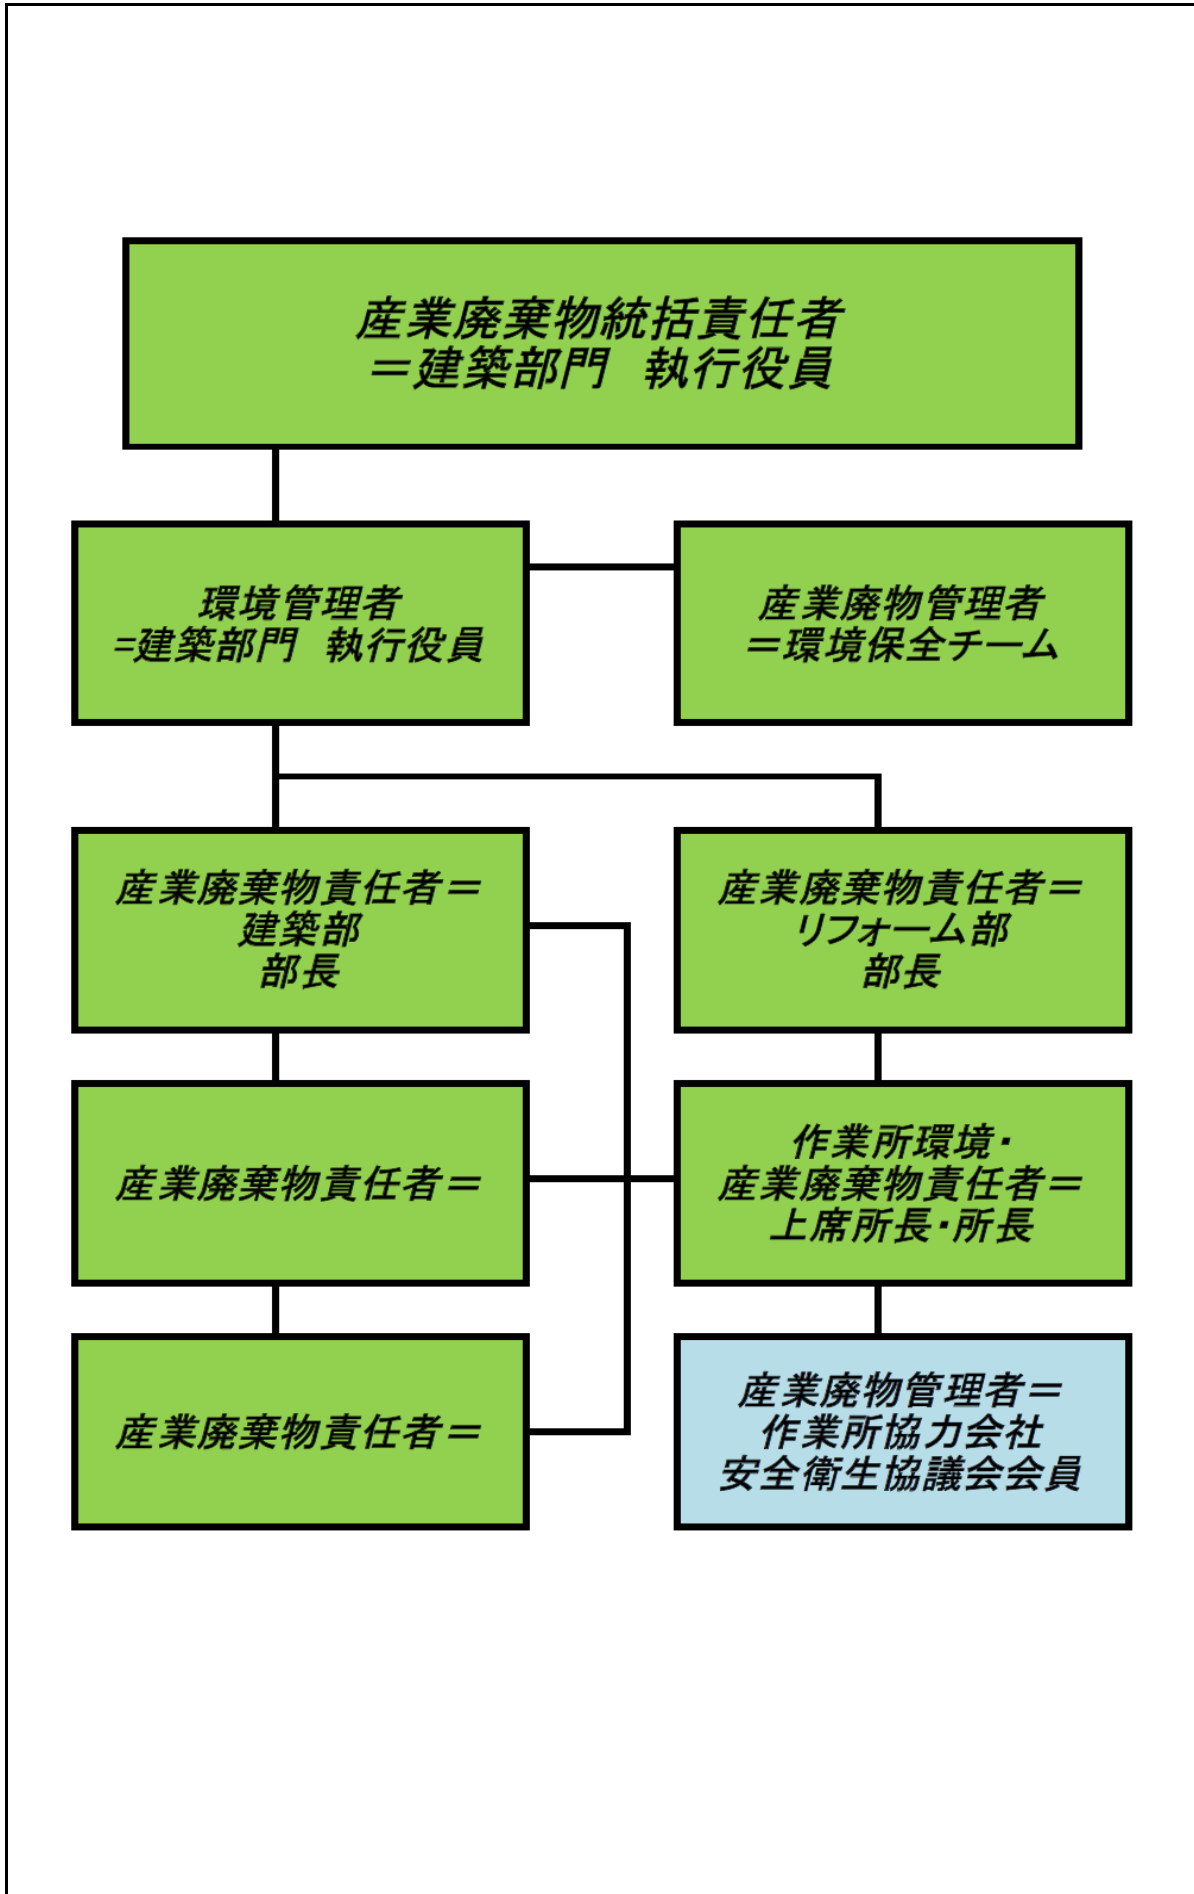 産業廃棄物統括責任者
＝建築部門　執行役員
環境管理者
=建築部門　執行役員
産業廃物管理者
＝環境保全チーム
産業廃棄物責任者＝
建築部
部長
産業廃棄物責任者＝
リフォーム部
部長
産業廃棄物責任者＝
作業所環境・
産業廃棄物責任者＝
上席所長・所長
産業廃棄物責任者＝
産業廃物管理者＝
作業所協力会社
安全衛生協議会会員